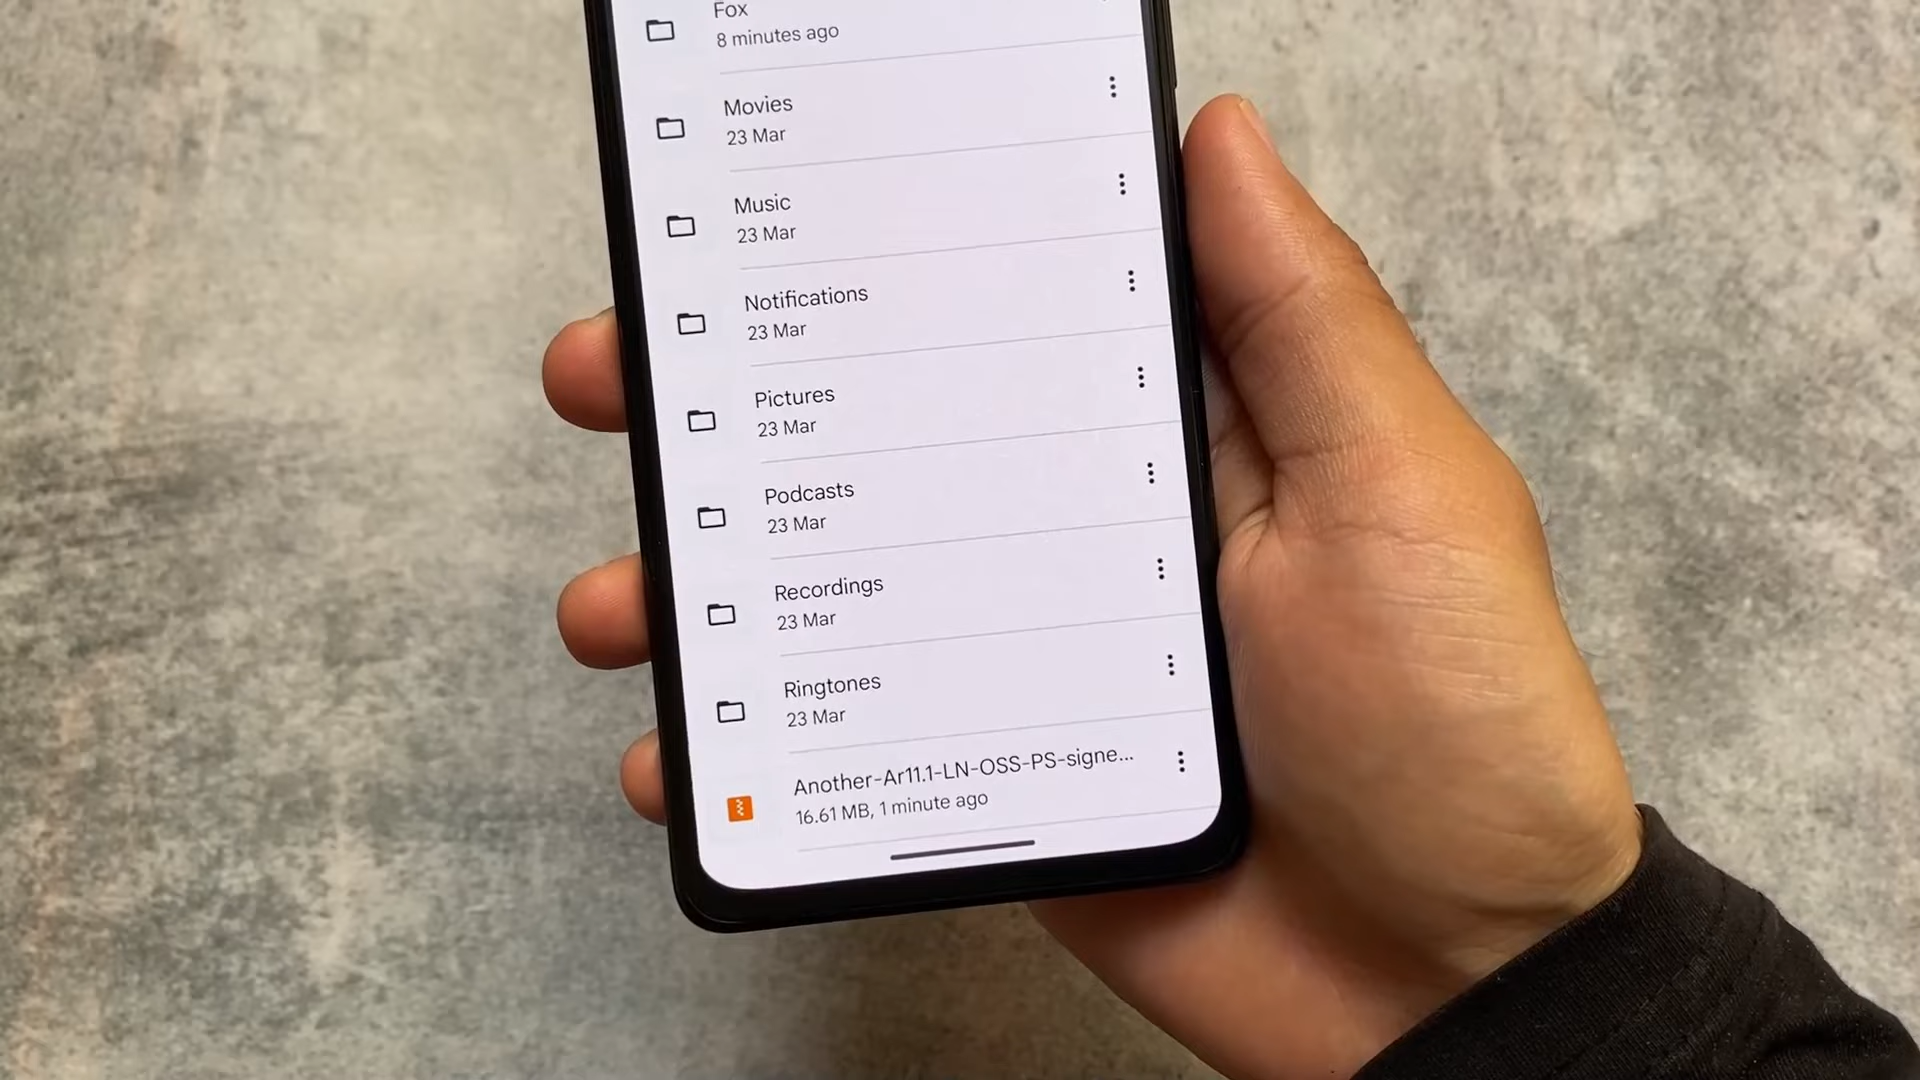 Fox
8 minutes ago
Movies
23 Mar
Music
23 Mar
Notifications
23 Mar
Pictures
23 Mar
Podcasts
23 Mar
Recordings
23 Mar
Ringtones
23 Mar
Another-Ar11.1-LN-OSS-PS-signe...
16.61 MB, 1 minute ago